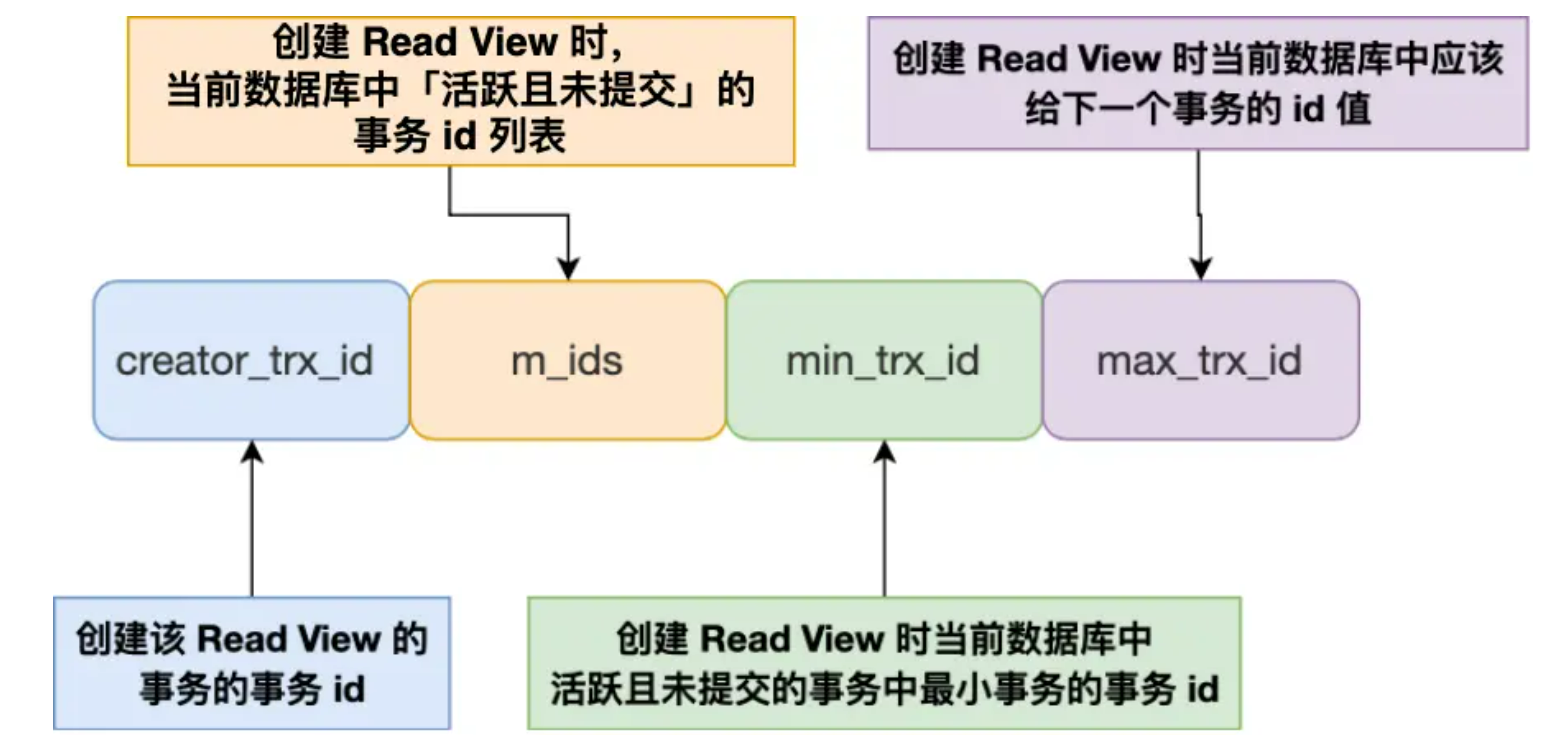 创建 Read View 时，
当前数据库中「活跃且未提交」的
事务 id 列表
创建 Read View 时当前数据库中应该
给下一个事务的 id 值
creator_trx_id
m_ids
min_trx_id
max_trx_id
创建该 Read View 的
事务的事务 id
创建 Read View 时当前数据库中
活跃且未提交的事务中最小事务的事务 id